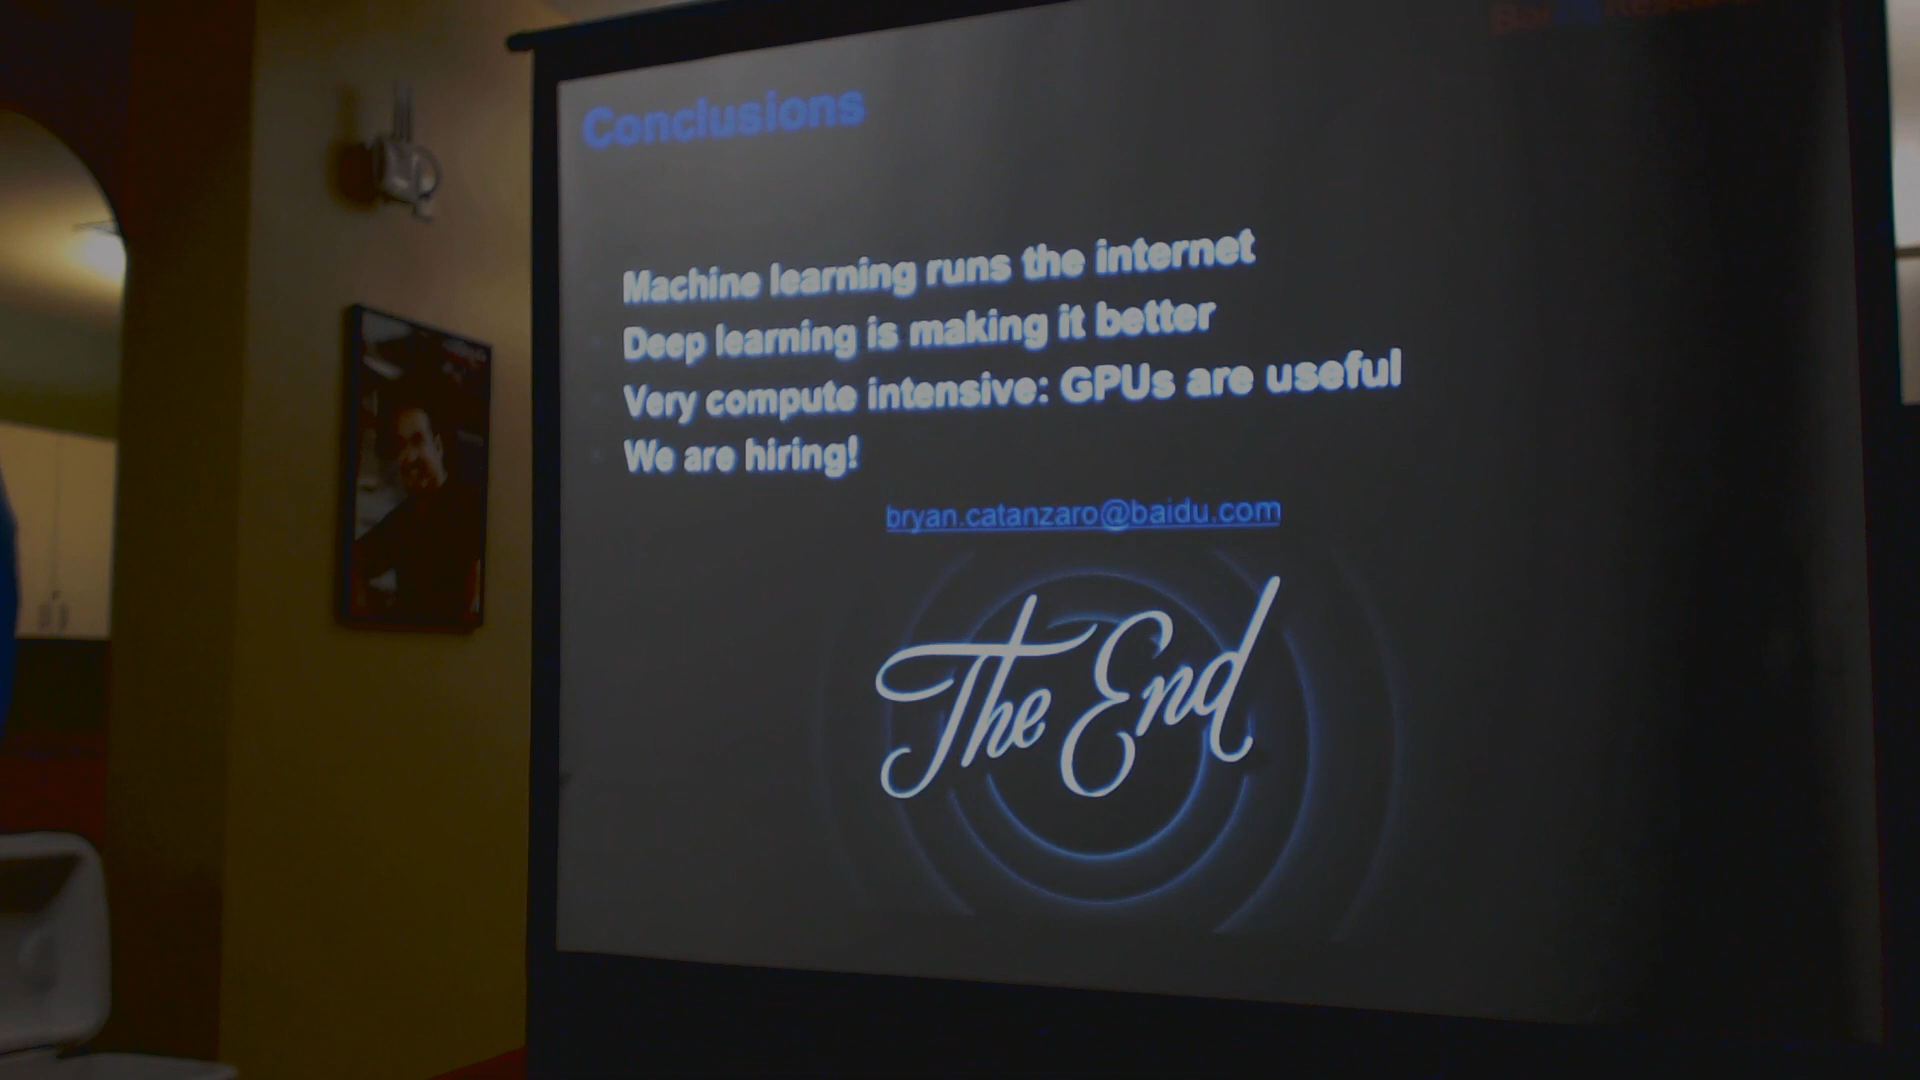 Conclusions
Machine learning runs the internet
Deep learning is making it better
Very compute intensive: GPUs are useful
We are hiring!
bryan.catanzaro@baidu.com
The End